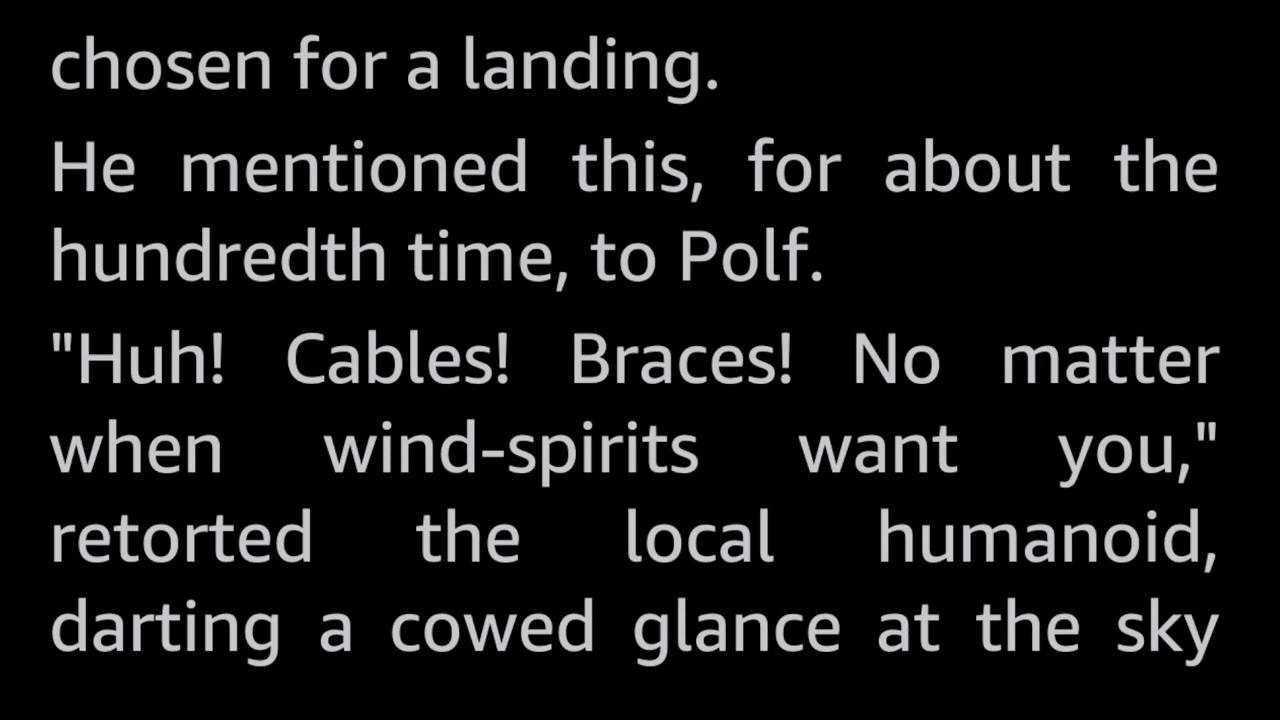 chosen for a landing.
He mentioned this, for about the
hundredth time, to Polf.
"Huh! Cables! Braces! No matter
when wind-spirits want you,"
retorted the local humanoid,
darting a cowed glance at the sky